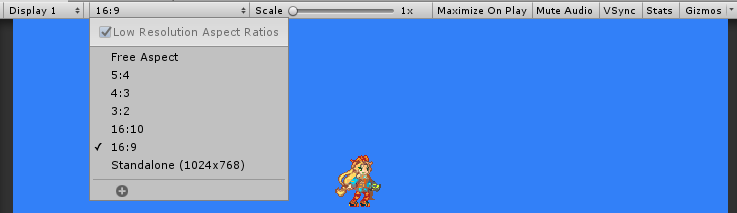 Display 1 16:9 Scale 1x Maximize On Play Mute Audio VSync Stats Gizmos
Low Resolution Aspect Ratios
Free Aspect
5:4
4:3
3:2
16:10
16:9
Standalone (1024x768)